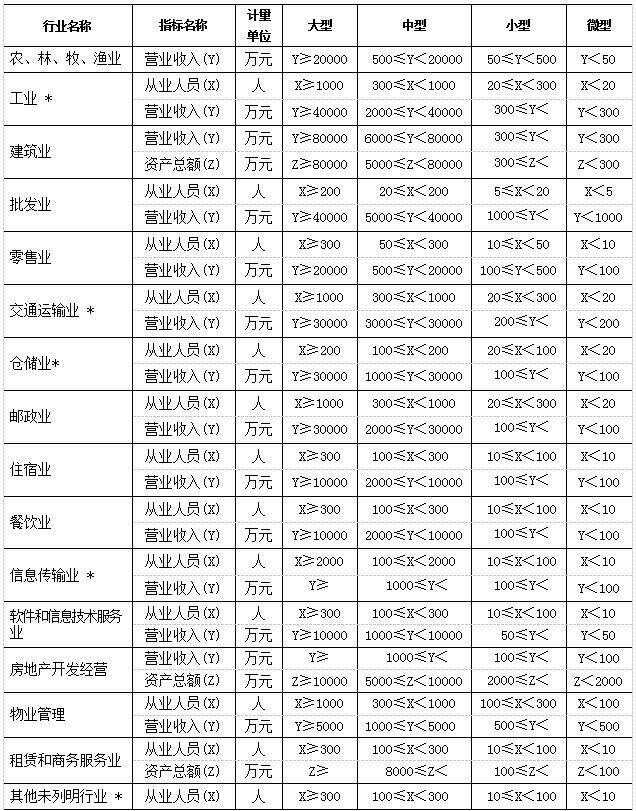 行业名称 指标名称 计量单位 大型 中型 小型 微型
农、林、牧、渔业 营业收入(Y) 万元 Y≥20000 500≤Y＜20000 50≤Y＜500 Y＜50
工业 * 从业人员(X) 人 X≥1000 300≤X＜1000 20≤X＜300 X＜20
营业收入(Y) 万元 Y≥40000 2000≤Y＜40000 300≤Y＜ Y＜300
建筑业 营业收入(Y) 万元 Y≥80000 6000≤Y＜80000 300≤Y＜ Y＜300
资产总额(Z) 万元 Z≥80000 5000≤Z＜80000 300≤Z＜ Z＜300
批发业 从业人员(X) 人 X≥200 20≤X＜200 5≤X＜20 X＜5
营业收入(Y) 万元 Y≥40000 5000≤Y＜40000 1000≤Y＜ Y＜1000
零售业 从业人员(X) 人 X≥300 50≤X＜300 10≤X＜50 X＜10
营业收入(Y) 万元 Y≥20000 500≤Y＜20000 100≤Y＜500 Y＜100
交通运输业 * 从业人员(X) 人 X≥1000 300≤X＜1000 20≤X＜300 X＜20
营业收入(Y) 万元 Y≥30000 3000≤Y＜30000 200≤Y＜ Y＜200
仓储业* 从业人员(X) 人 X≥200 100≤X＜200 20≤X＜100 X＜20
营业收入(Y) 万元 Y≥30000 1000≤Y＜30000 100≤Y＜ Y＜100
邮政业 从业人员(X) 人 X≥1000 300≤X＜1000 20≤X＜300 X＜20
营业收入(Y) 万元 Y≥30000 2000≤Y＜30000 100≤Y＜ Y＜100
住宿业 从业人员(X) 人 X≥300 100≤X＜300 10≤X＜100 X＜10
营业收入(Y) 万元 Y≥10000 2000≤Y＜10000 100≤Y＜ Y＜100
餐饮业 从业人员(X) 人 X≥300 100≤X＜300 10≤X＜100 X＜10
营业收入(Y) 万元 Y≥10000 2000≤Y＜10000 100≤Y＜ Y＜100
信息传输业 * 从业人员(X) 人 X≥2000 100≤X＜2000 10≤X＜100 X＜10
营业收入(Y) 万元 Y≥ 1000≤Y＜ 100≤Y＜ Y＜100
软件和信息技术服务业 从业人员(X) 人 X≥300 100≤X＜300 10≤X＜100 X＜10
营业收入(Y) 万元 Y≥10000 1000≤Y＜10000 50≤Y＜ Y＜50
房地产开发经营 营业收入(Y) 万元 Y≥ 1000≤Y＜ 100≤Y＜ Y＜100
资产总额(Z) 万元 Z≥10000 5000≤Z＜10000 2000≤Z＜ Z＜2000
物业管理 从业人员(X) 人 X≥1000 300≤X＜1000 100≤X＜300 X＜100
营业收入(Y) 万元 Y≥5000 1000≤Y＜5000 500≤Y＜ Y＜500
租赁和商务服务业 从业人员(X) 人 X≥300 100≤X＜300 10≤X＜100 X＜10
资产总额(Z) 万元 Z≥ 8000≤Z＜ 100≤Z＜ Z＜100
其他未列明行业 * 从业人员(X) 人 X≥300 100≤X＜300 10≤X＜100 X＜10